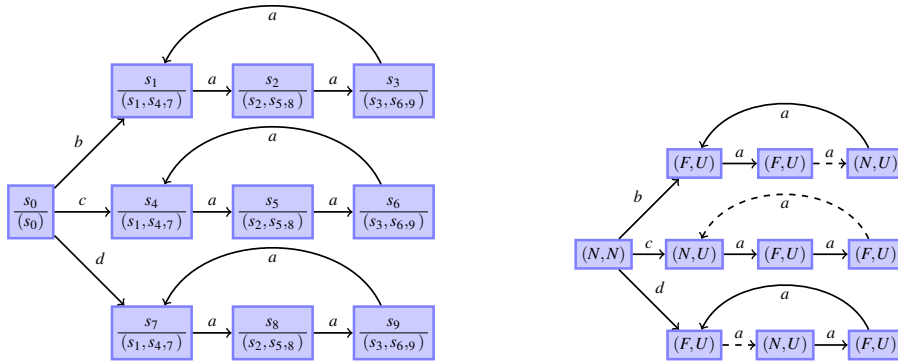 a
s₁ s₂ s₃
a a
(s₁, s₄,₇) (s₂, s₅,₈) (s₃, s₆,₉)
b
a
s₀ c s₄ s₅ s₆
a a
(s₀) (s₁, s₄,₇) (s₂, s₅,₈) (s₃, s₆,₉)
d
a
s₇ s₈ s₉
a a
(s₁, s₄,₇) (s₂, s₅,₈) (s₃, s₆,₉)
a
(F,U) a (F,U) a (N,U)
b
a
(N,N) c (N,U) a (F,U) a (F,U)
d
a
(F,U) a (N,U) a (F,U)